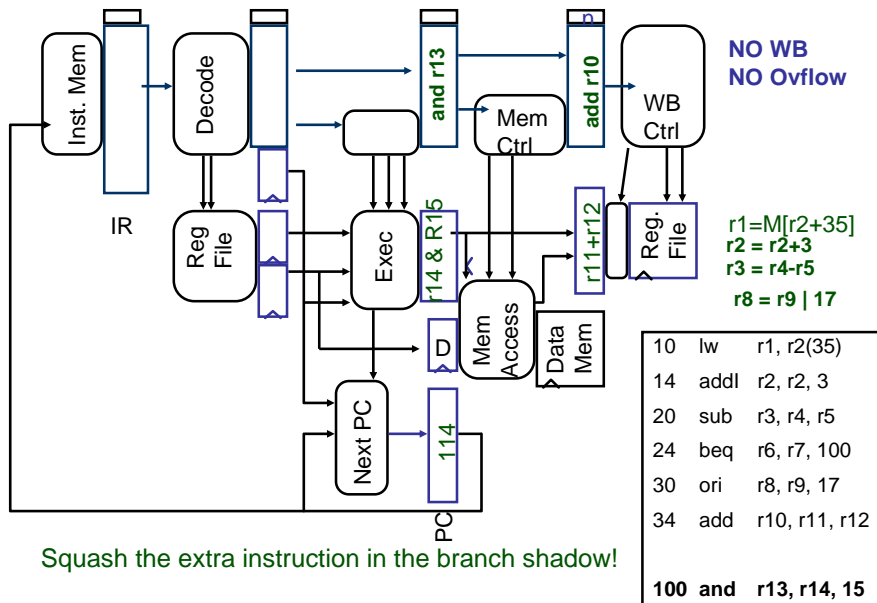 n
NO WB
NO Ovflow
Inst. Mem
Decode
and r13
Mem
Ctrl
add r10
WB
Ctrl
IR
Reg
File
Exec
r14 & R15
r11+r12
Reg.
File
r1=M[r2+35]
r2 = r2+3
r3 = r4-r5
r8 = r9 | 17
D
Mem
Access
Data
Mem
Next PC
114
PC
10 lw r1, r2(35)
14 addI r2, r2, 3
20 sub r3, r4, r5
24 beq r6, r7, 100
30 ori r8, r9, 17
34 add r10, r11, r12
100 and r13, r14, 15
Squash the extra instruction in the branch shadow!